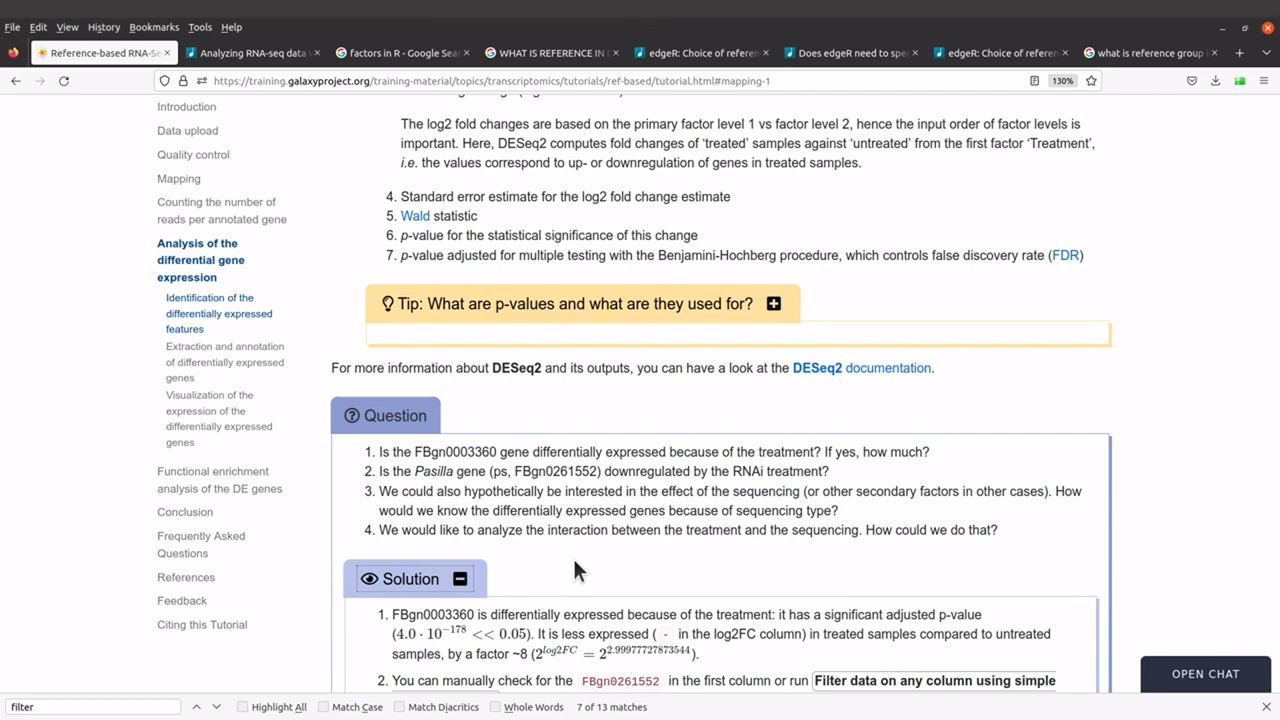 File Edit View History Bookmarks Tools Help
Reference-based RNA-Se
Analyzing RNA-seq data
factors in R - Google Sea
WHAT IS REFERENCE IN
edgeR: Choice of referen
Does edgeR need to spe
edgeR: Choice of referen
what is reference group
https://training.galaxyproject.org/training-material/topics/transcriptomics/tutorials/ref-based/tutorial.html#mapping-1
130%
Introduction
Data upload
Quality control
Mapping
Counting the number of
reads per annotated gene
Analysis of the
differential gene
expression
Identification of the
differentially expressed
features
Extraction and annotation
of differentially expressed
genes
Visualization of the
expression of the
differentially expressed
genes
Functional enrichment
analysis of the DE genes
Conclusion
Frequently Asked
Questions
References
Feedback
Citing this Tutorial
The log2 fold changes are based on the primary factor level 1 vs factor level 2, hence the input order of factor levels is
important. Here, DESeq2 computes fold changes of ‘treated’ samples against ‘untreated’ from the first factor ‘Treatment’,
i.e. the values correspond to up- or downregulation of genes in treated samples.
4. Standard error estimate for the log2 fold change estimate
5. Wald statistic
6. p-value for the statistical significance of this change
7. p-value adjusted for multiple testing with the Benjamini-Hochberg procedure, which controls false discovery rate (FDR)
Tip: What are p-values and what are they used for?
For more information about DESeq2 and its outputs, you can have a look at the DESeq2 documentation.
Question
1. Is the FBgn0003360 gene differentially expressed because of the treatment? If yes, how much?
2. Is the Pasilla gene (ps, FBgn0261552) downregulated by the RNAi treatment?
3. We could also hypothetically be interested in the effect of the sequencing (or other secondary factors in other cases). How
would we know the differentially expressed genes because of sequencing type?
4. We would like to analyze the interaction between the treatment and the sequencing. How could we do that?
Solution
1. FBgn0003360 is differentially expressed because of the treatment: it has a significant adjusted p-value
(4.0 · 10^−178 << 0.05). It is less expressed ( - in the log2FC column) in treated samples compared to untreated
samples, by a factor ~8 (2^log2FC = 2^2.99977727873544).
2. You can manually check for the FBgn0261552 in the first column or run Filter data on any column using simple
OPEN CHAT
filter
Highlight All Match Case Match Diacritics Whole Words 7 of 13 matches